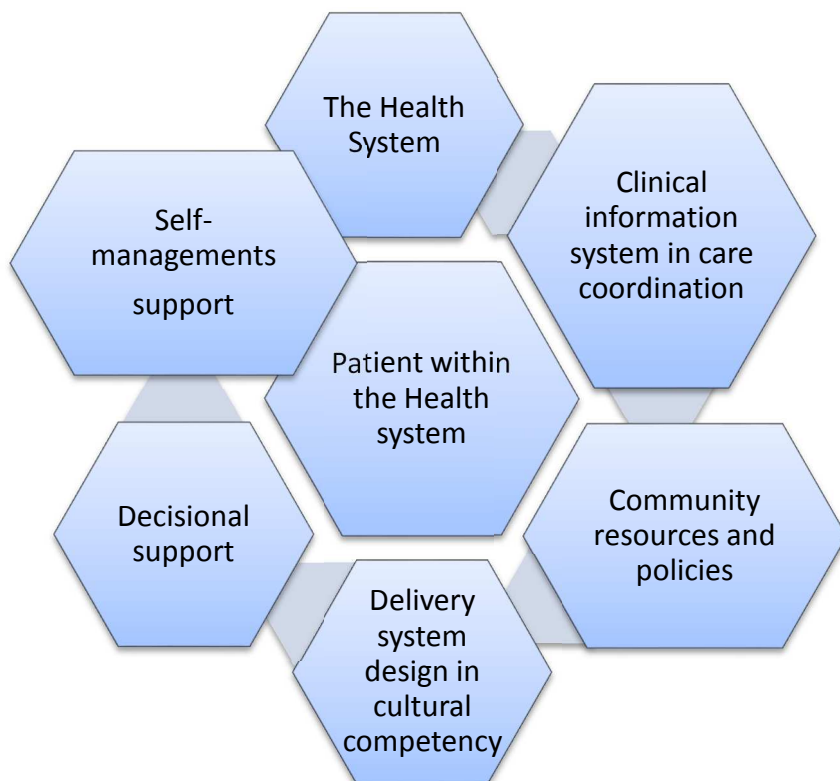 The Health
System
Clinical
information
system in care
coordination
Self-
managements
support
Patient within
the Health
system
Community
resources and
policies
Decisional
support
Delivery
system
design in
cultural
competency